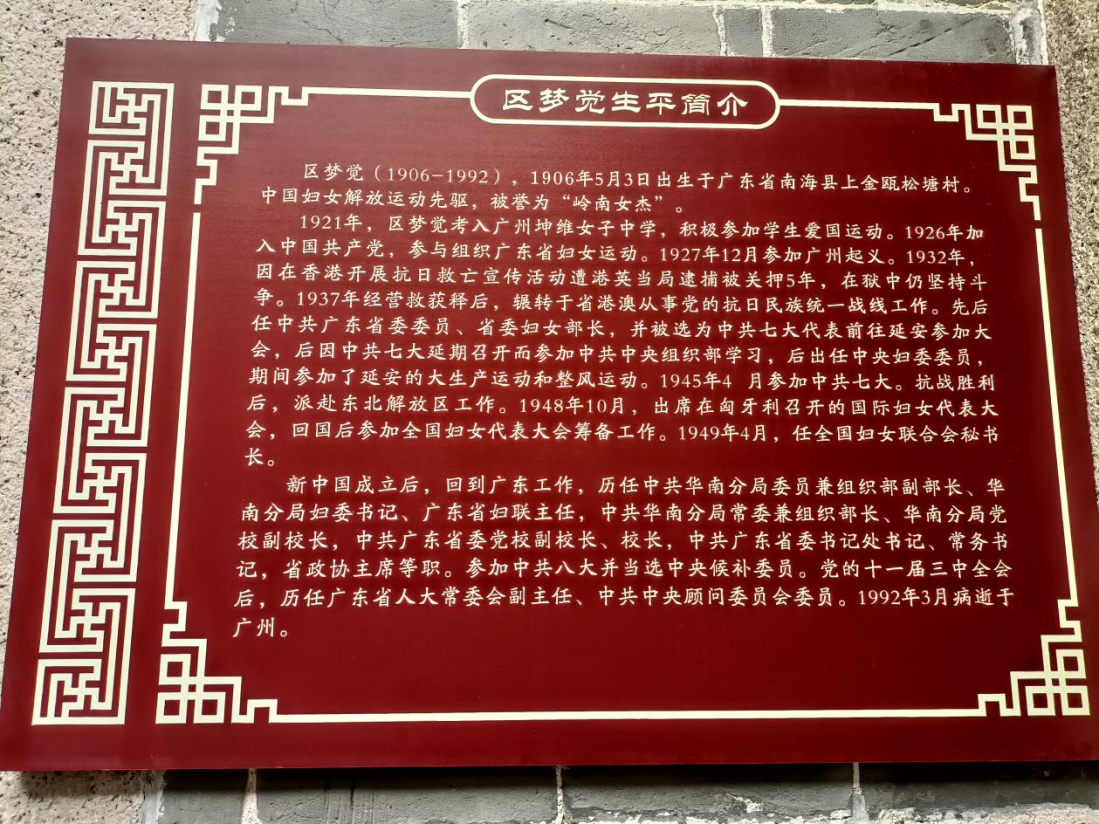 区梦觉生平简介
区梦觉（1906-1992），1906年5月3日出生于广东省南海县上金瓯松塘村。
中国妇女解放运动先驱，被誉为“岭南女杰”。
1921年，区梦觉考入广州坤维女子中学，积极参加学生爱国运动。1926年加
入中国共产党，参与组织广东省妇女运动。1927年12月参加广州起义。1932年，
因在香港开展抗日救亡宣传活动遭港英当局逮捕被关押5年，在狱中仍坚持斗
争。1937年经营救获释后，辗转于省港澳从事党的抗日民族统一战线工作。先后
任中共广东省委委员、省委妇女部长，并被选为中共七大代表前往延安参加大
会，后因中共七大延期召开而参加中共中央组织部学习，后出任中央妇委委员，
期间参加了延安的大生产运动和整风运动。1945年4 月参加中共七大。抗战胜利
后，派赴东北解放区工作。1948年10月，出席在匈牙利召开的国际妇女代表大
会，回国后参加全国妇女代表大会筹备工作。1949年4月，任全国妇女联合会秘书
长。
新中国成立后，回到广东工作，历任中共华南分局委员兼组织部副部长、华
南分局妇委书记、广东省妇联主任，中共华南分局常委兼组织部长、华南分局党
校副校长，中共广东省委党校副校长、校长，中共广东省委书记处书记、常务书
记，省政协主席等职。参加中共八大并当选中央候补委员。党的十一届三中全会
后，历任广东省人大常委会副主任、中共中央顾问委员会委员。1992年3月病逝于
广州。